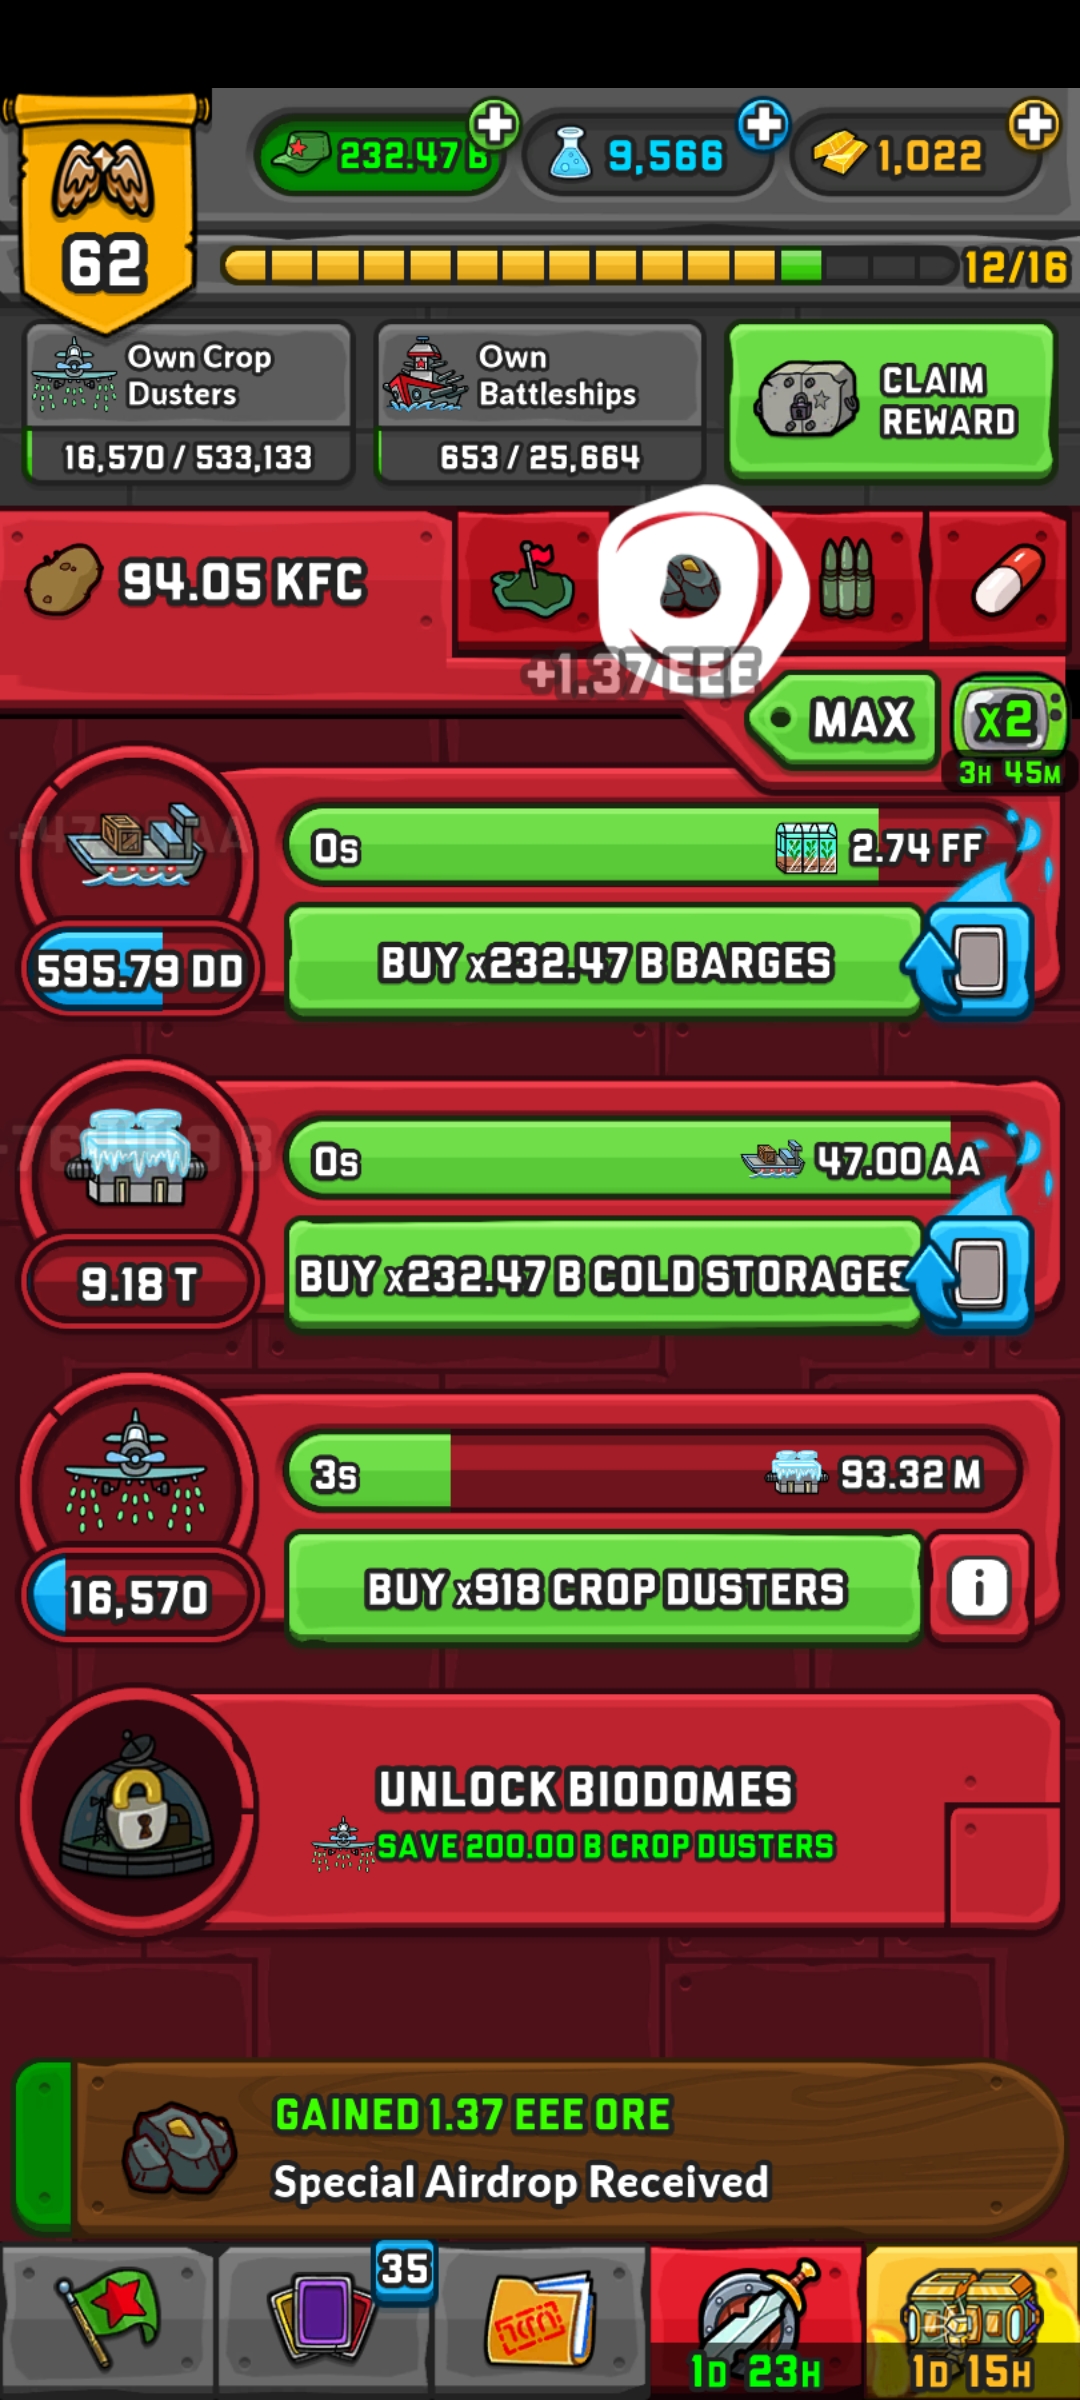 232.47 B
9,566
1,022
62
12/16
Own Crop
Dusters
16,570 / 533,133
Own
Battleships
653 / 25,664
CLAIM
REWARD
94.05 KFC
+1.37 EEE
MAX
x2
3H 45M
0s
2.74 FF
595.79 DD
BUY x232.47 B BARGES
0s
47.00 AA
9.18 T
BUY x232.47 B COLD STORAGES
3s
93.32 M
16,570
BUY x918 CROP DUSTERS
i
UNLOCK BIODOMES
SAVE 200.00 B CROP DUSTERS
GAINED 1.37 EEE ORE
Special Airdrop Received
35
1D 23H
1D 15H